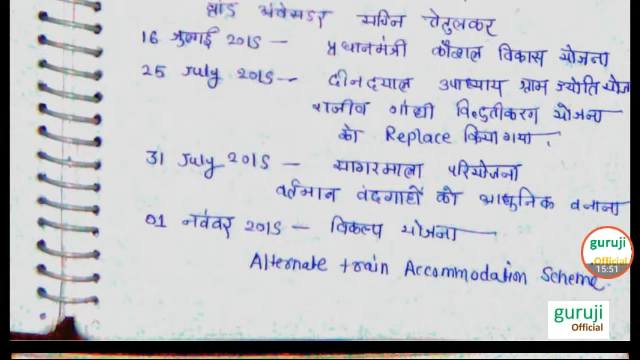 ब्रांड अंबेसडर सचिन तेंदुलकर
16 जुलाई 2015 - प्रधानमंत्री कौशल विकास योजना
25 July 2015 - दीनदयाल उपाध्याय ग्राम ज्योति योज
राजीव गांधी विद्युतीकरण योजना
को Replace किया गया.
31 July 2015 - सागरमाला परियोजना
वर्तमान बंदरगाहों को आधुनिक बनाना
01 नवंबर 2015 - विकल्प योजना
Alternate train Accommodation Scheme
guruji
Official
15:51
guruji
Official